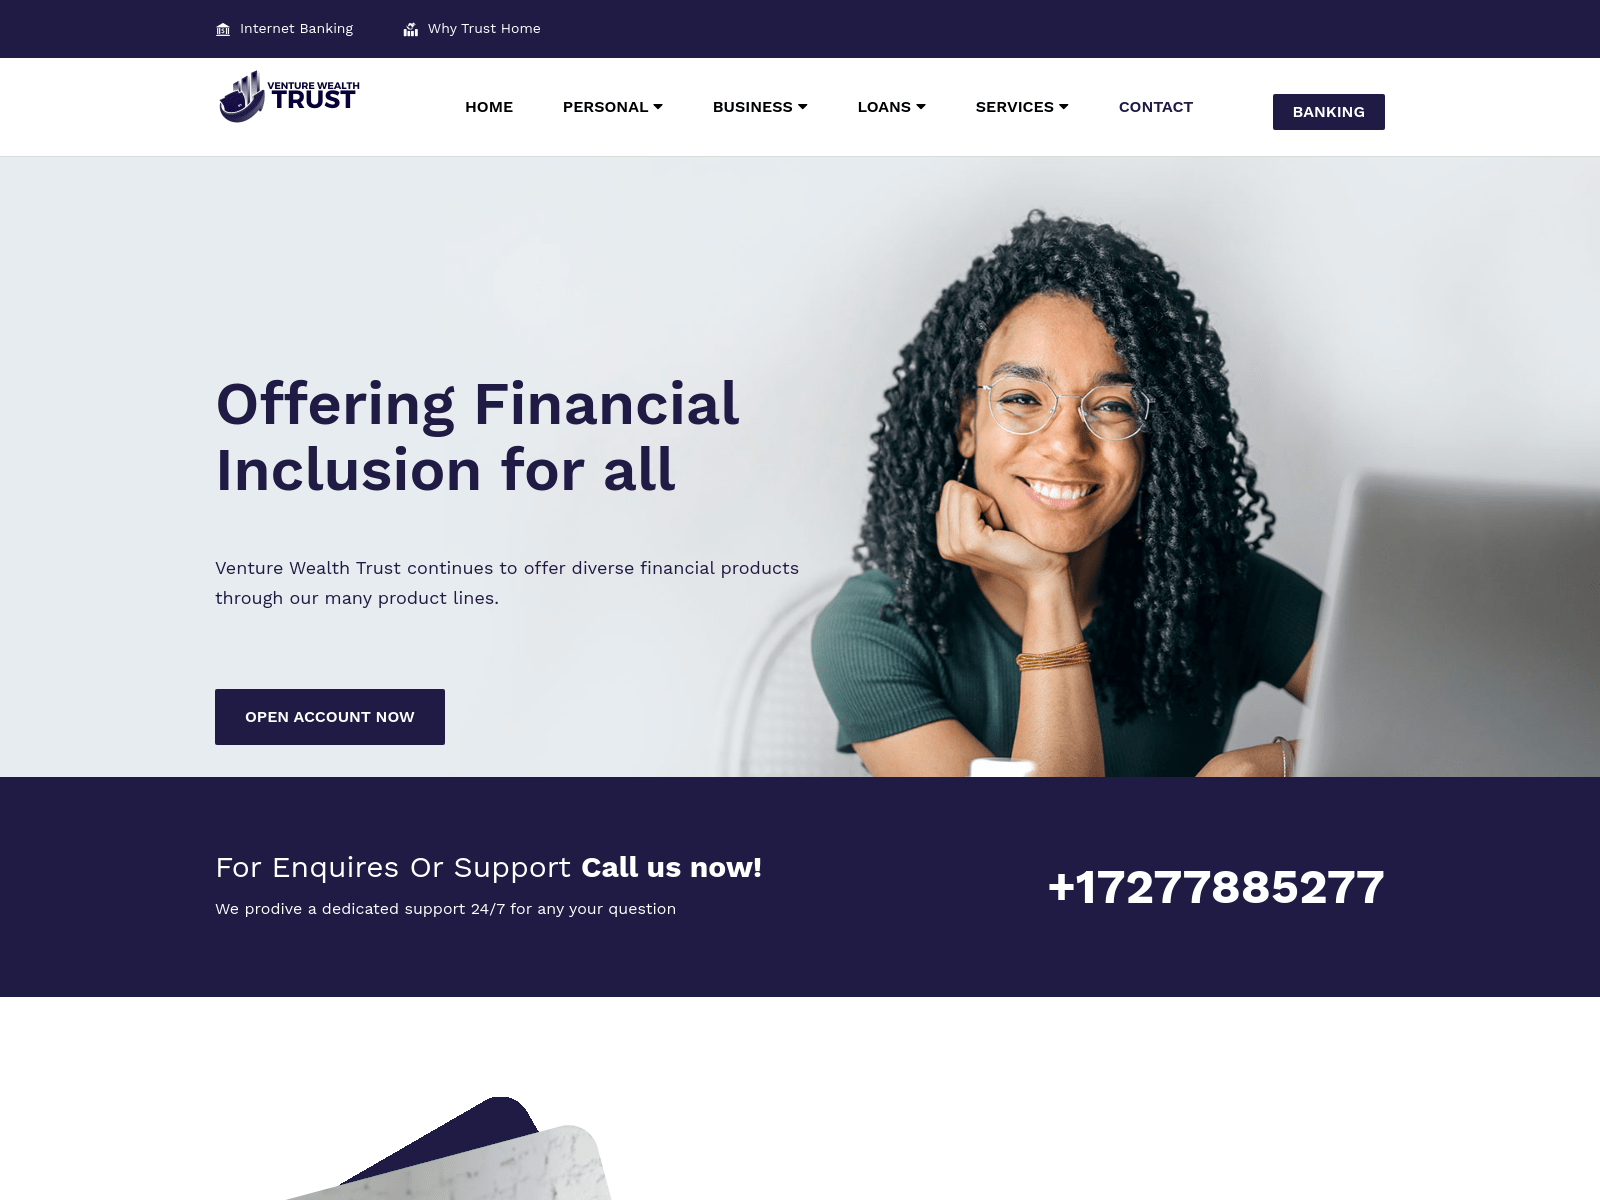 Internet Banking
Why Trust Home
VENTURE WEALTH
TRUST
HOME
PERSONAL
BUSINESS
LOANS
SERVICES
CONTACT
BANKING
Offering Financial
Inclusion for all
Venture Wealth Trust continues to offer diverse financial products
through our many product lines.
OPEN ACCOUNT NOW
For Enquires Or Support Call us now!
We prodive a dedicated support 24/7 for any your question
+17277885277